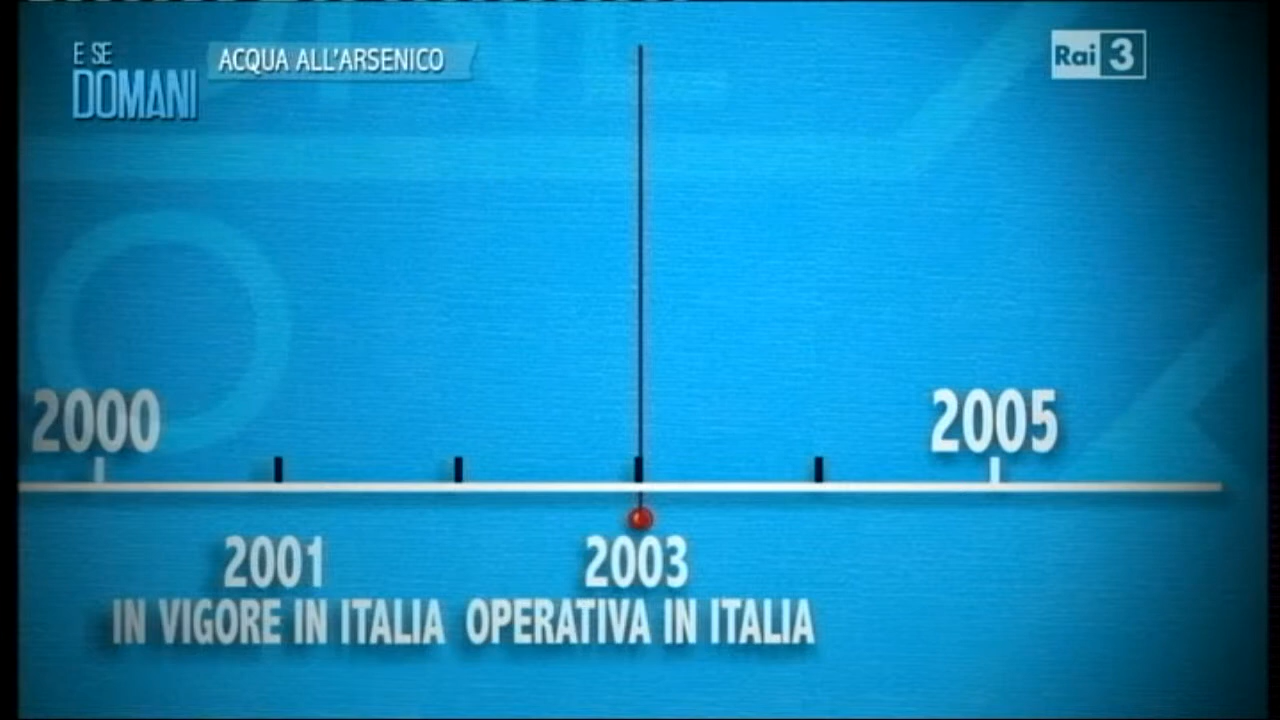 E SE
DOMANI
ACQUA ALL'ARSENICO
Rai 3
2000
2005
2001
2003
IN VIGORE IN ITALIA
OPERATIVA IN ITALIA